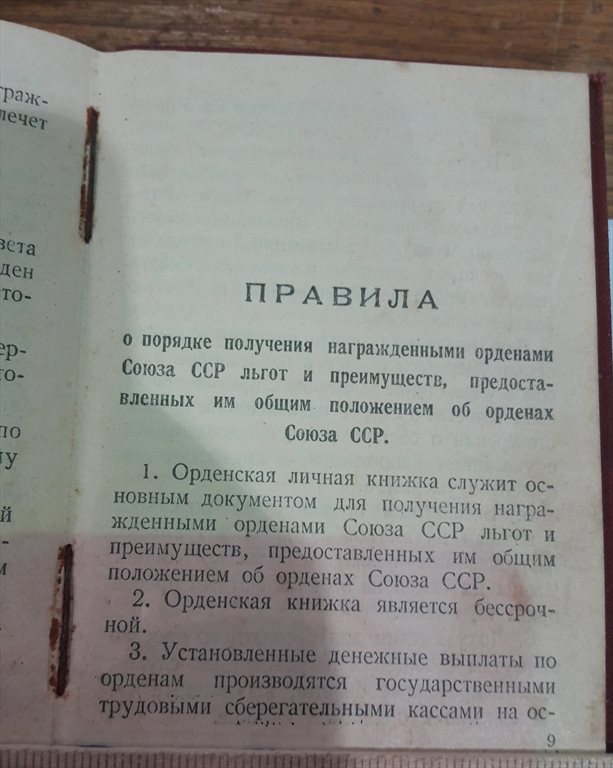 граж-
лечет
ПРАВИЛА
о порядке получения награжденными орденами
Союза ССР льгот и преимуществ, предоста-
вленных им общим положением об орденах
Союза ССР.
1. Орденская личная книжка служит ос-
новным документом для получения награ-
жденными орденами Союза ССР льгот и
преимуществ, предоставленных им общим
положением об орденах Союза ССР.
2. Орденская книжка является бессроч-
ной.
3. Установленные денежные выплаты по
орденам производятся государственными
трудовыми сберегательными кассами на ос-
9